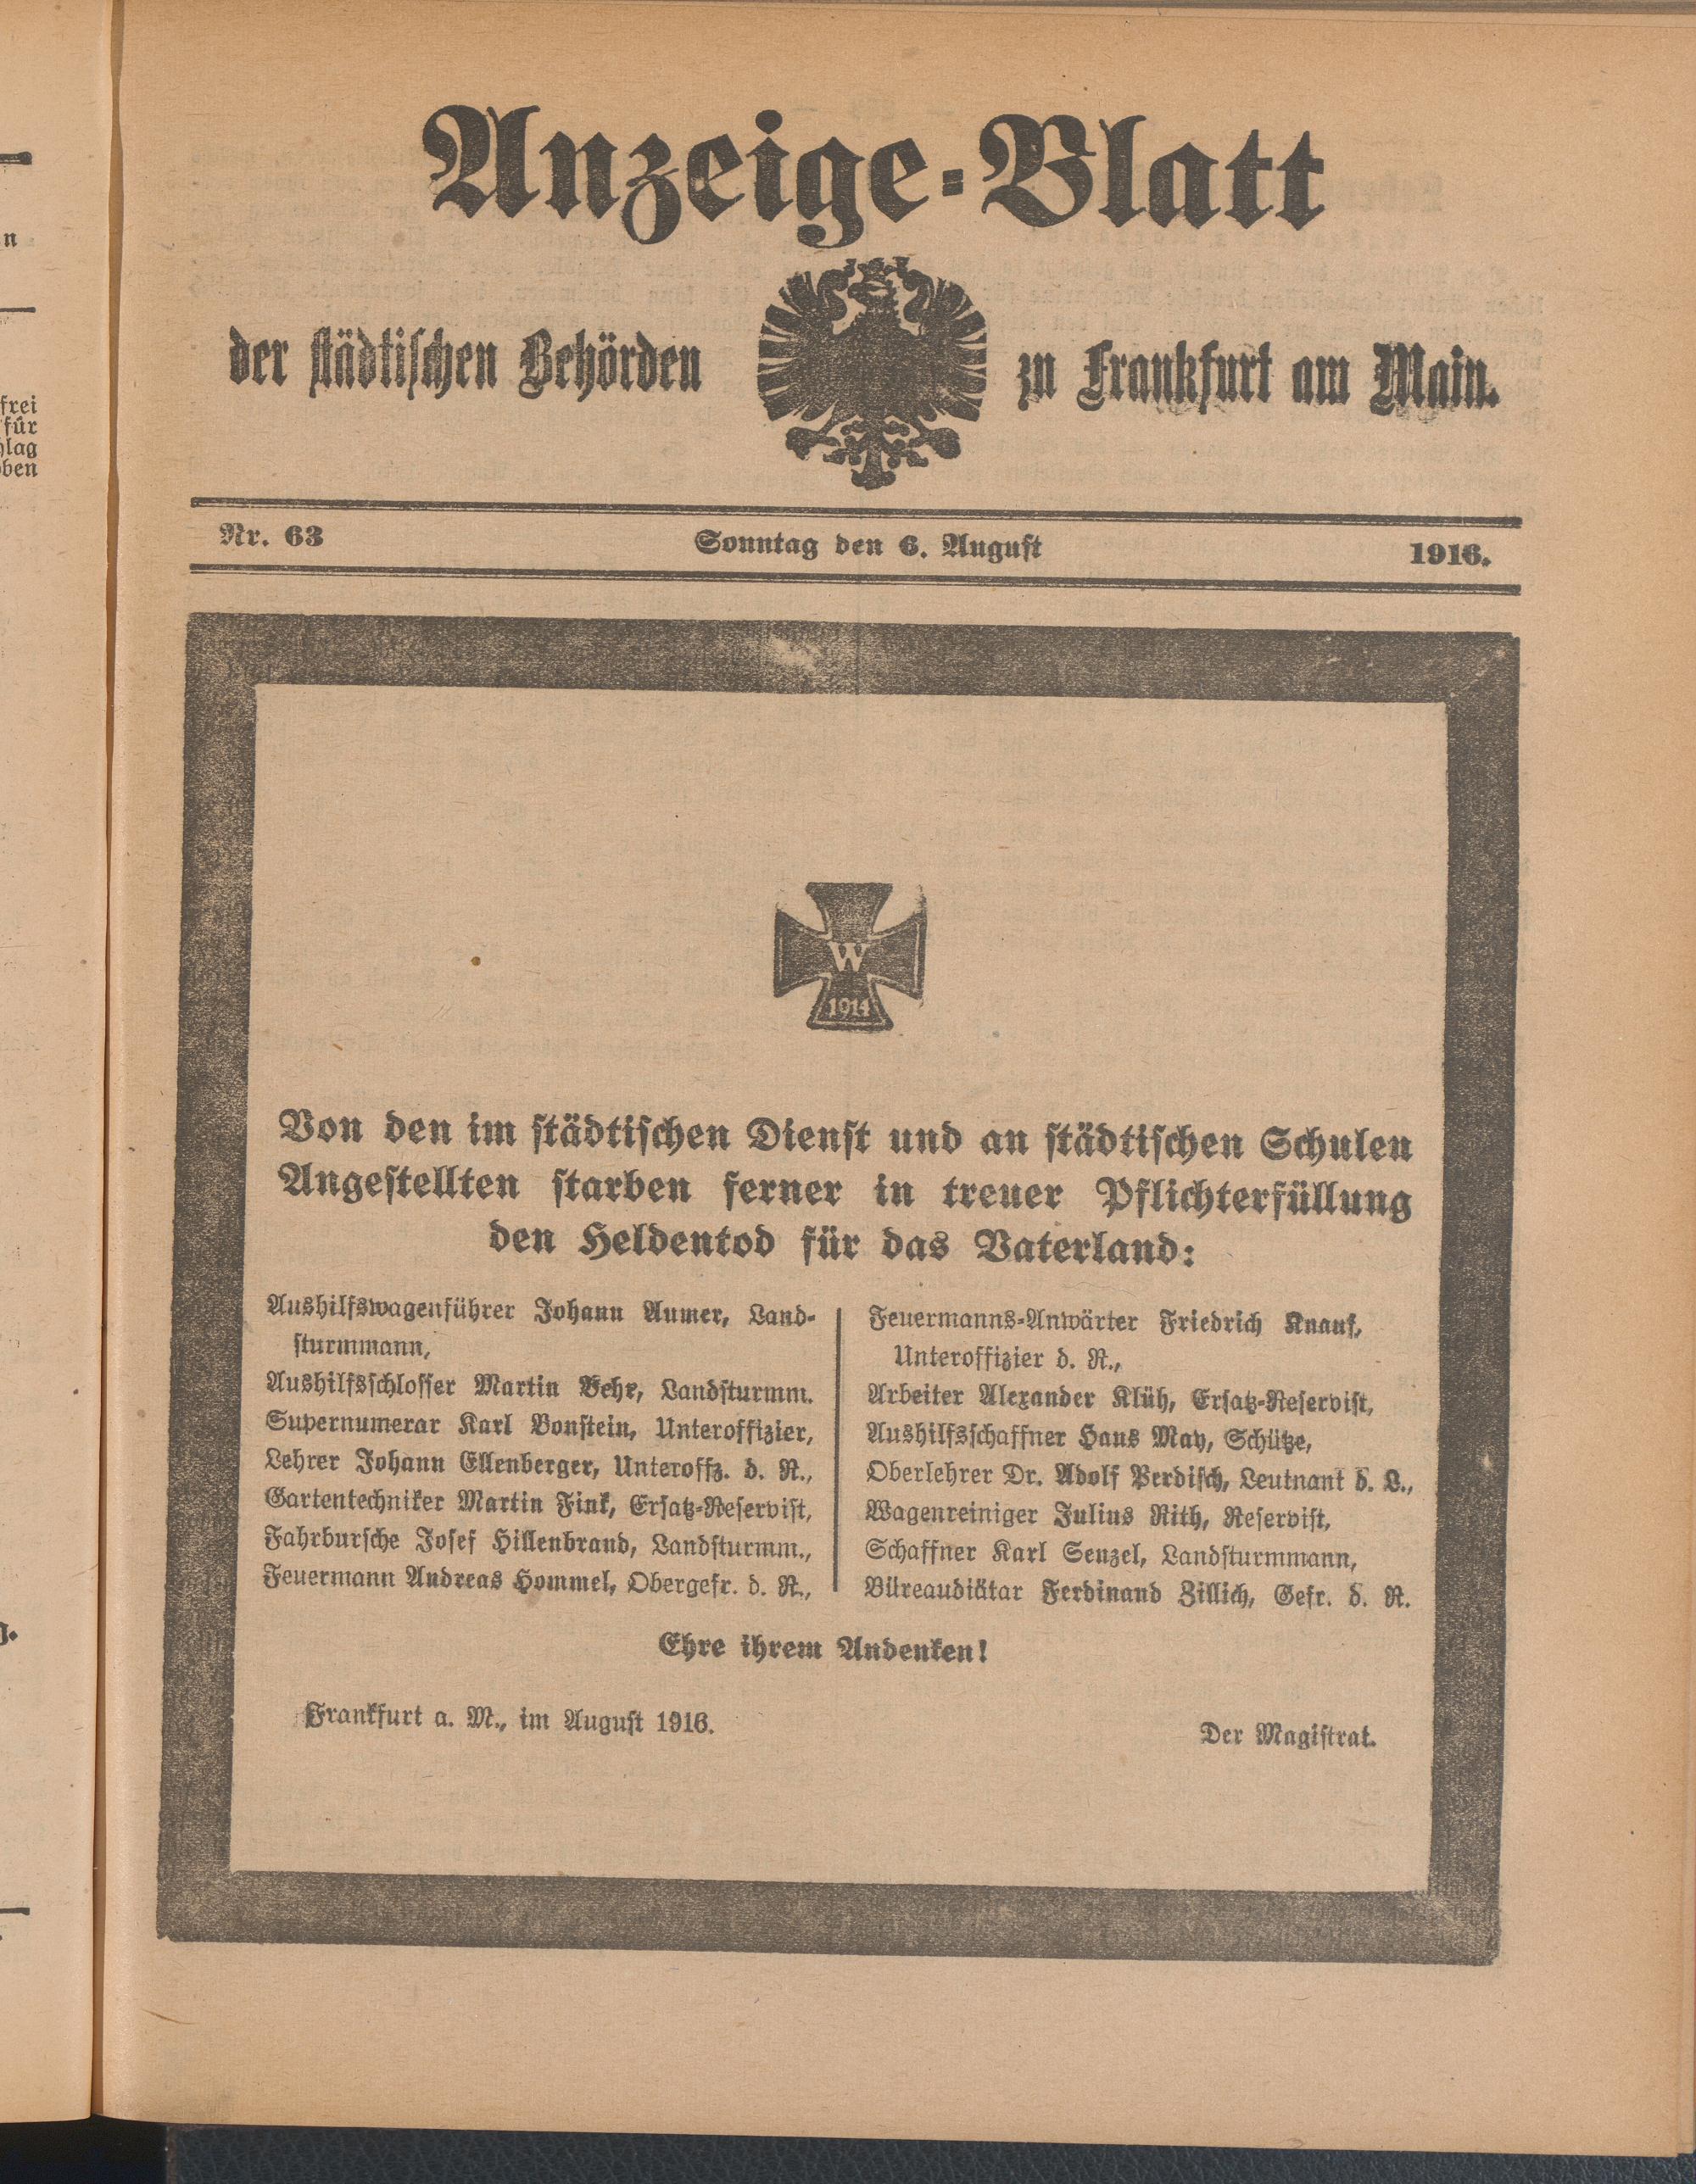 Anzeige-Blatt
der städtischen Behörden zu Frankfurt am Main.
Nr. 63 Sonntag den 6. August 1916.
W
1914
Von den im städtischen Dienst und an städtischen Schulen
Angestellten starben ferner in treuer Pflichterfüllung
den Heldentod für das Vaterland:
Aushilfswagenführer Johann Aumer, Land-
sturmmann,
Aushilfsschlosser Martin Behr, Landsturmm.
Supernumerar Karl Bonstein, Unteroffizier,
Lehrer Johann Ellenberger, Unteroffz. d. R.,
Gartentechniker Martin Fink, Ersatz-Reservist,
Fahrbursche Josef Hillenbrand, Landsturmm.,
Feuermann Andreas Hommel, Obergefr. d. R.,
Feuermanns-Anwärter Friedrich Knauf,
Unteroffizier d. R.,
Arbeiter Alexander Klüh, Ersatz-Reservist,
Aushilfsschaffner Hans May, Schütze,
Oberlehrer Dr. Adolf Perdisch, Leutnant d. L.,
Wagenreiniger Julius Rith, Reservist,
Schaffner Karl Senzel, Landsturmmann,
Büreaudiätar Ferdinand Zillich, Gefr. d. R.
Ehre ihrem Andenken!
Frankfurt a. M., im August 1916.
Der Magistrat.
frei
für
hlag
oben